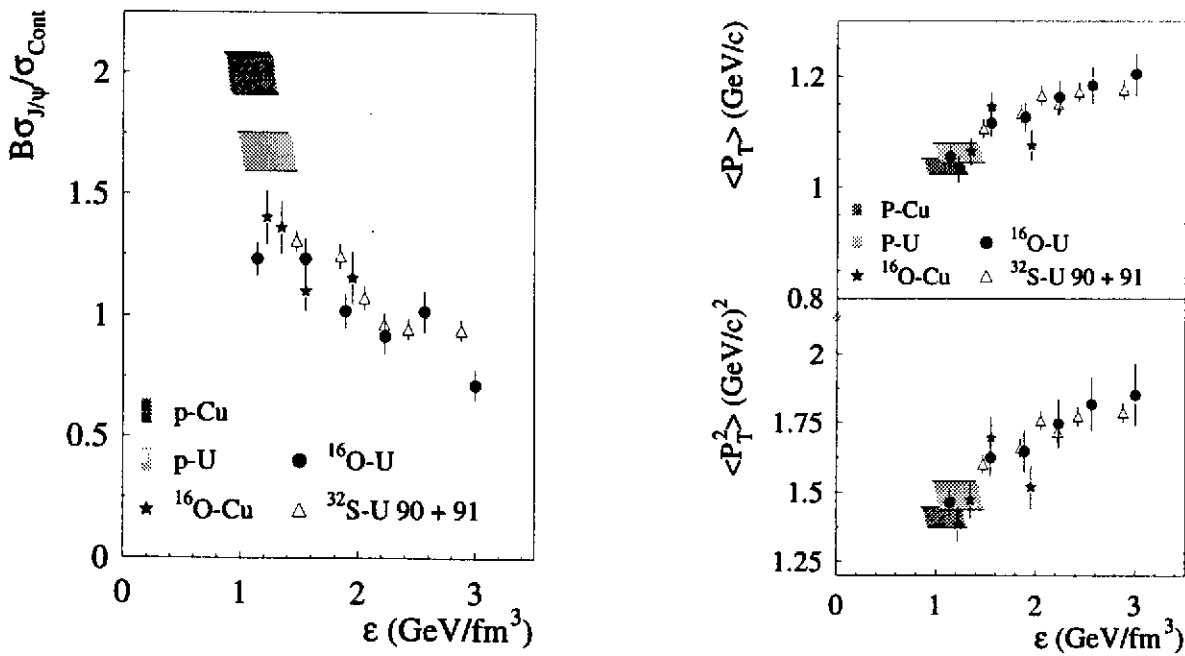 Bσ_J/ψ/σ_Cont
2
1.5
1
0.5
0
p-Cu
p-U
¹⁶O-U
¹⁶O-Cu
³²S-U 90 + 91
0 1 2 3
ε (GeV/fm³)
<P_T> (GeV/c)
1.2
1
0.8
P-Cu
P-U
¹⁶O-U
¹⁶O-Cu
³²S-U 90 + 91
<P_T²> (GeV/c)²
2
1.75
1.5
1.25
0 1 2 3
ε (GeV/fm³)